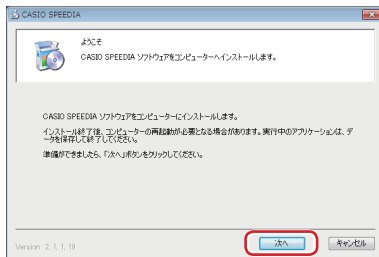 CASIO SPEEDIA
ようこそ
CASIO SPEEDIA ソフトウェアをコンピューターへインストールします。
CASIO SPEEDIA ソフトウェアをコンピューターにインストールします。
インストール終了後、コンピューターの再起動が必要となる場合があります。実行中のアプリケーションは、デ
ータを保存して終了してください。
準備ができましたら、「次へ」ボタンをクリックしてください。
Version 2, 1, 1, 18
次へ
キャンセル